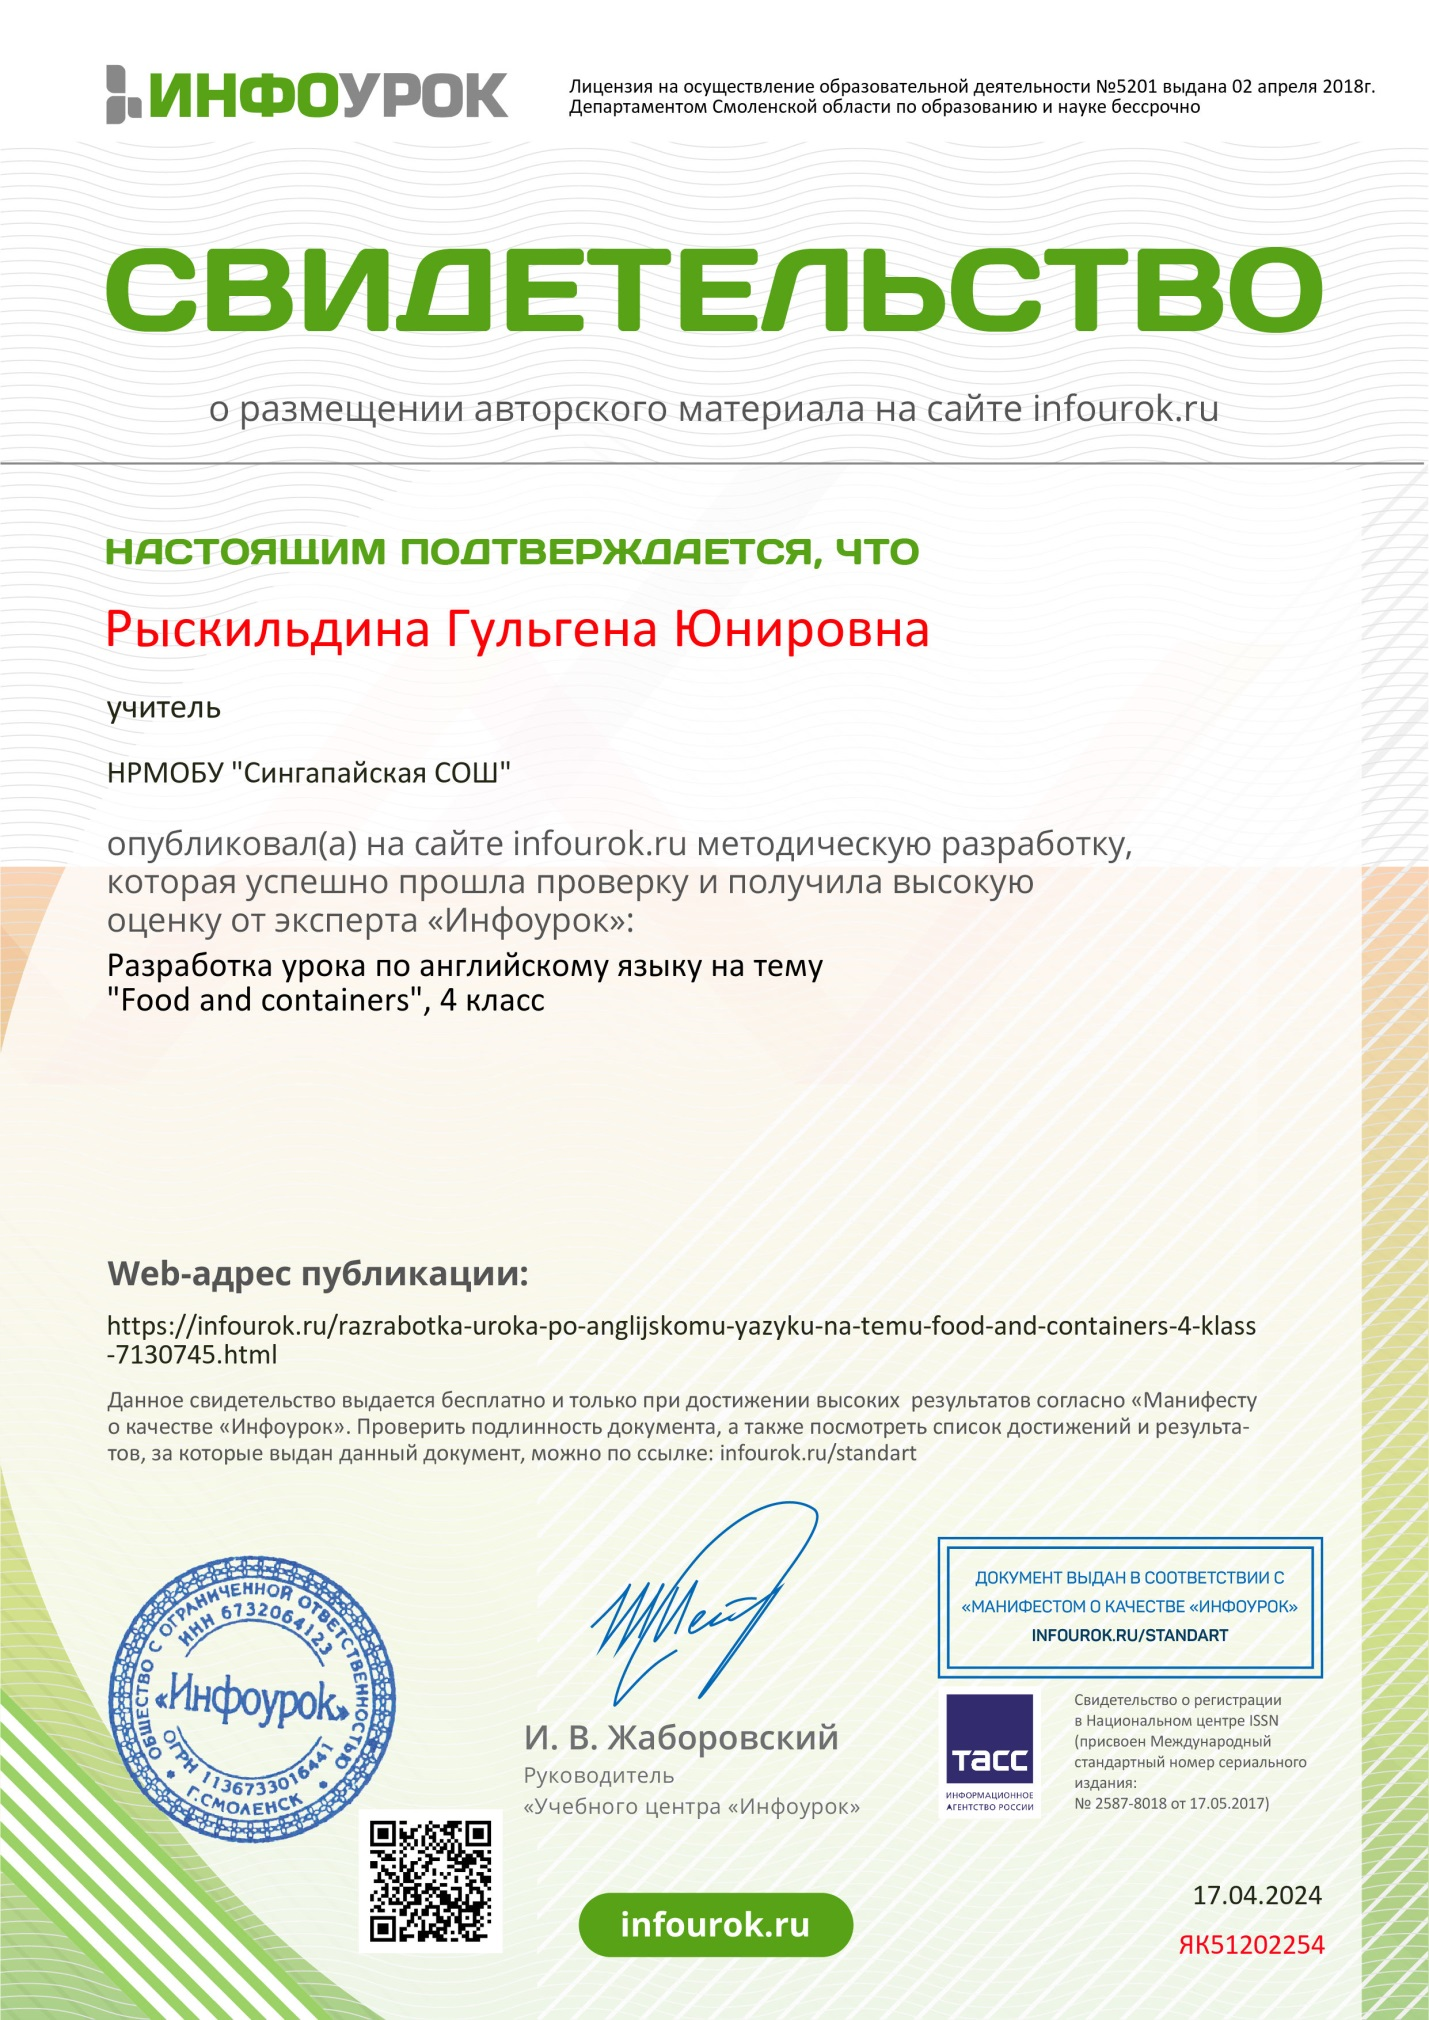 ИНФОУРОК
Лицензия на осуществление образовательной деятельности №5201 выдана 02 апреля 2018г.
Департаментом Смоленской области по образованию и науке бессрочно
СВИДЕТЕЛЬСТВО
о размещении авторского материала на сайте infourok.ru
НАСТОЯЩИМ ПОДТВЕРЖДАЕТСЯ, ЧТО
Рыскильдина Гульгена Юнировна
учитель
НРМОБУ "Сингапайская СОШ"
опубликовал(а) на сайте infourok.ru методическую разработку,
которая успешно прошла проверку и получила высокую
оценку от эксперта «Инфоурок»:
Разработка урока по английскому языку на тему
"Food and containers", 4 класс
Web-адрес публикации:
https://infourok.ru/razrabotka-uroka-po-anglijskomu-yazyku-na-temu-food-and-containers-4-klass
-7130745.html
Данное свидетельство выдается бесплатно и только при достижении высоких  результатов согласно «Манифесту
о качестве «Инфоурок». Проверить подлинность документа, а также посмотреть список достижений и результа-
тов, за которые выдан данный документ, можно по ссылке: infourok.ru/standart
ОБЩЕСТВО С ОГРАНИЧЕННОЙ ОТВЕТСТВЕННОСТЬЮ
ИНН 6732064123
«Инфоурок»
ОГРН 1136733016441
Г.СМОЛЕНСК
И. В. Жаборовский
Руководитель
«Учебного центра «Инфоурок»
ДОКУМЕНТ ВЫДАН В СООТВЕТСТВИИ С
«МАНИФЕСТОМ О КАЧЕСТВЕ «ИНФОУРОК»
INFOUROK.RU/STANDART
ТАСС
ИНФОРМАЦИОННОЕ
АГЕНТСТВО РОССИИ
Свидетельство о регистрации
в Национальном центре ISSN
(присвоен Международный
стандартный номер сериального
издания:
№ 2587-8018 от 17.05.2017)
infourok.ru
17.04.2024
ЯК51202254